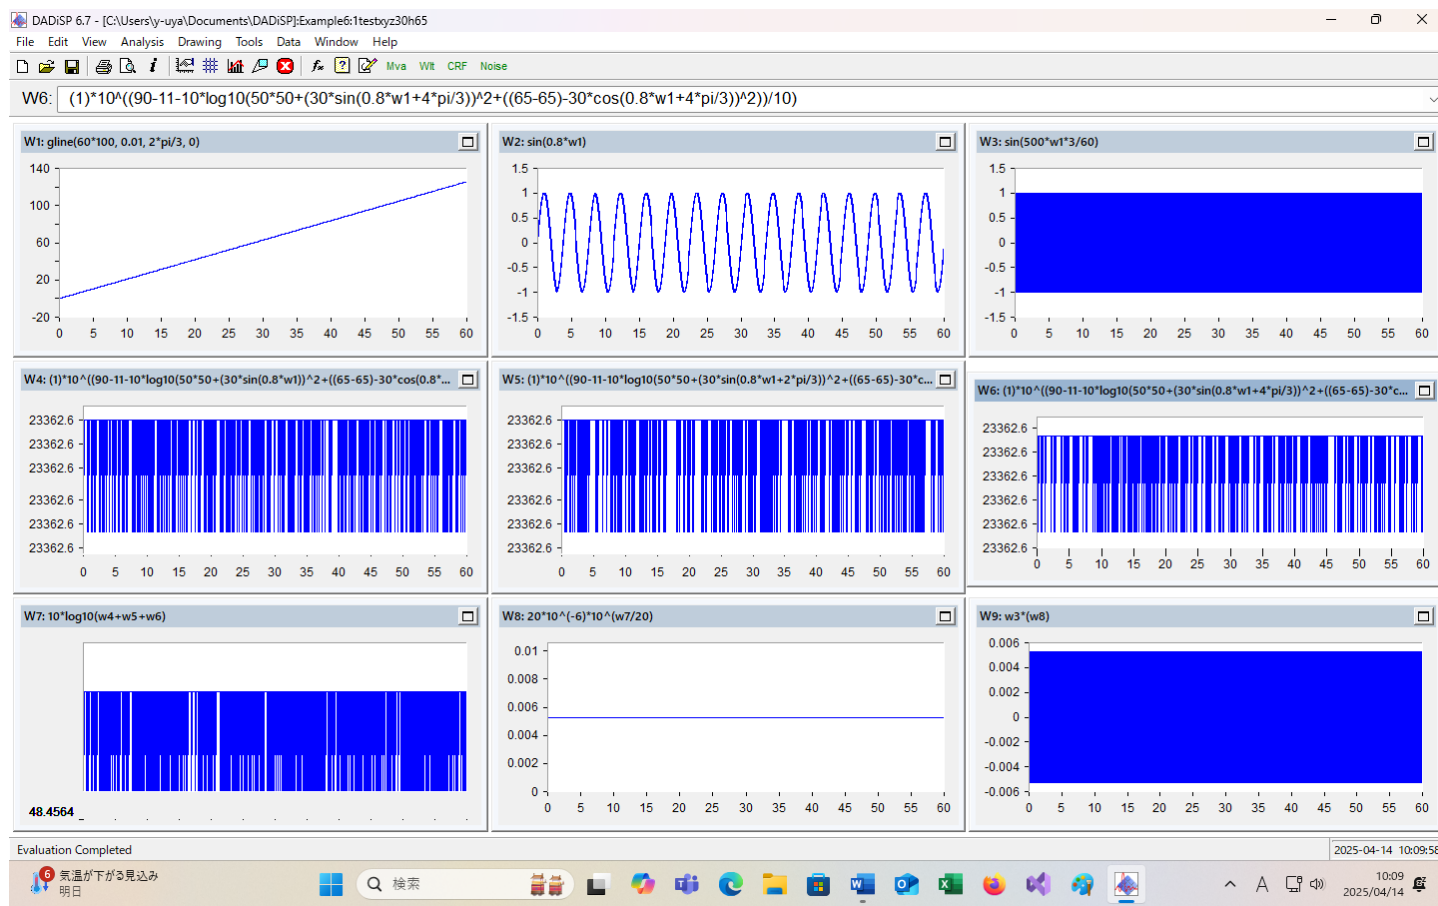 DADiSP 6.7 - [C:\Users\y-uya\Documents\DADiSP]:Example6:1testxyz30h65
File Edit View Analysis Drawing Tools Data Window Help
Mva Wlt CRF Noise
W6: (1)*10^((90-11-10*log10(50*50+(30*sin(0.8*w1+4*pi/3))^2+((65-65)-30*cos(0.8*w1+4*pi/3))^2))/10)
W1: gline(60*100, 0.01, 2*pi/3, 0)
140
100
60
20
-20
0 5 10 15 20 25 30 35 40 45 50 55 60
W2: sin(0.8*w1)
1.5
1
0.5
0
-0.5
-1
-1.5
0 5 10 15 20 25 30 35 40 45 50 55 60
W3: sin(500*w1*3/60)
1.5
1
0.5
0
-0.5
-1
-1.5
0 5 10 15 20 25 30 35 40 45 50 55 60
W4: (1)*10^((90-11-10*log10(50*50+(30*sin(0.8*w1))^2+((65-65)-30*cos(0.8*...
23362.6
23362.6
23362.6
23362.6
23362.6
23362.6
0 5 10 15 20 25 30 35 40 45 50 55 60
W5: (1)*10^((90-11-10*log10(50*50+(30*sin(0.8*w1+2*pi/3))^2+((65-65)-30*c...
23362.6
23362.6
23362.6
23362.6
23362.6
23362.6
0 5 10 15 20 25 30 35 40 45 50 55 60
W6: (1)*10^((90-11-10*log10(50*50+(30*sin(0.8*w1+4*pi/3))^2+((65-65)-30*c...
23362.6
23362.6
23362.6
23362.6
23362.6
23362.6
0 5 10 15 20 25 30 35 40 45 50 55 60
W7: 10*log10(w4+w5+w6)
48.4564
W8: 20*10^(-6)*10^(w7/20)
0.01
0.008
0.006
0.004
0.002
0
0 5 10 15 20 25 30 35 40 45 50 55 60
W9: w3*(w8)
0.006
0.004
0.002
0
-0.002
-0.004
-0.006
0 5 10 15 20 25 30 35 40 45 50 55 60
Evaluation Completed
2025-04-14 10:09:58
6
気温が下がる見込み
明日
検索
A
10:09
2025/04/14